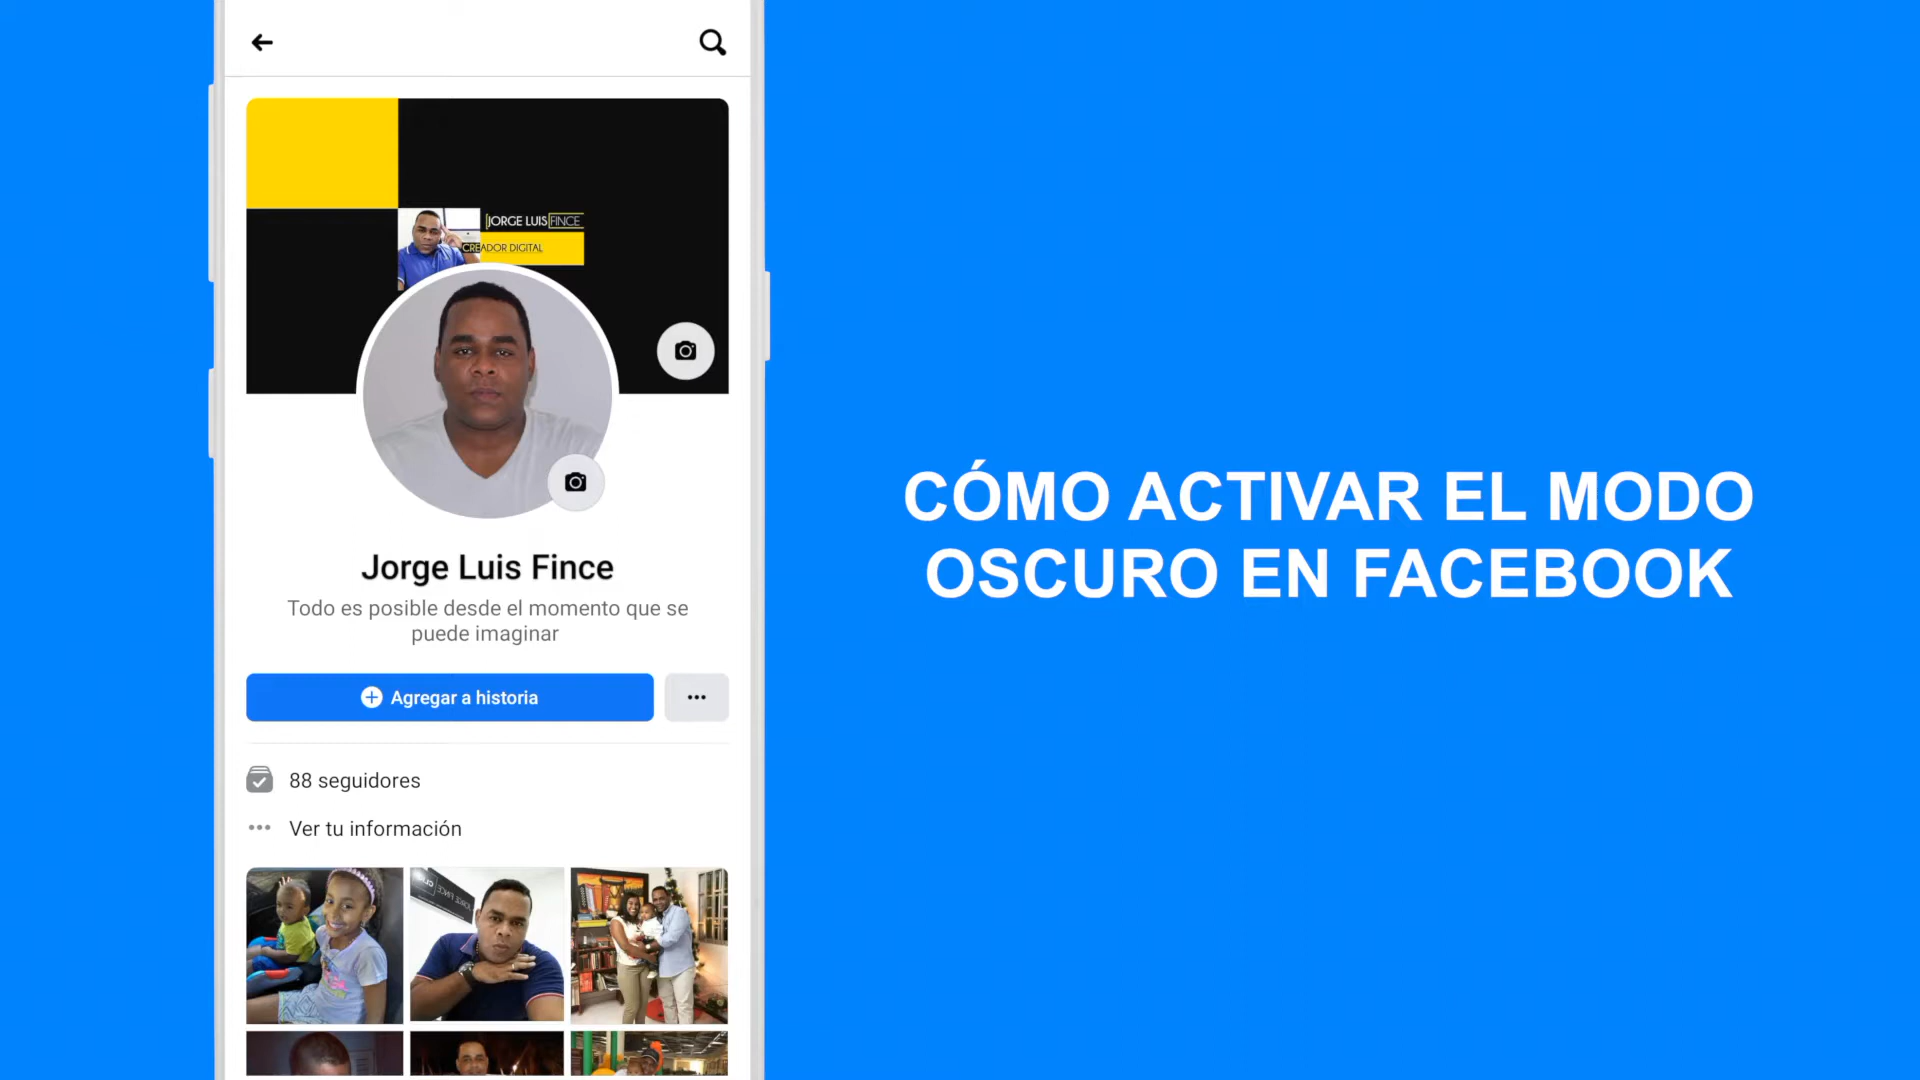 JORGE LUIS FINCE
CREADOR DIGITAL
Jorge Luis Fince
Todo es posible desde el momento que se
puede imaginar
Agregar a historia
88 seguidores
Ver tu información
CÓMO ACTIVAR EL MODO
OSCURO EN FACEBOOK